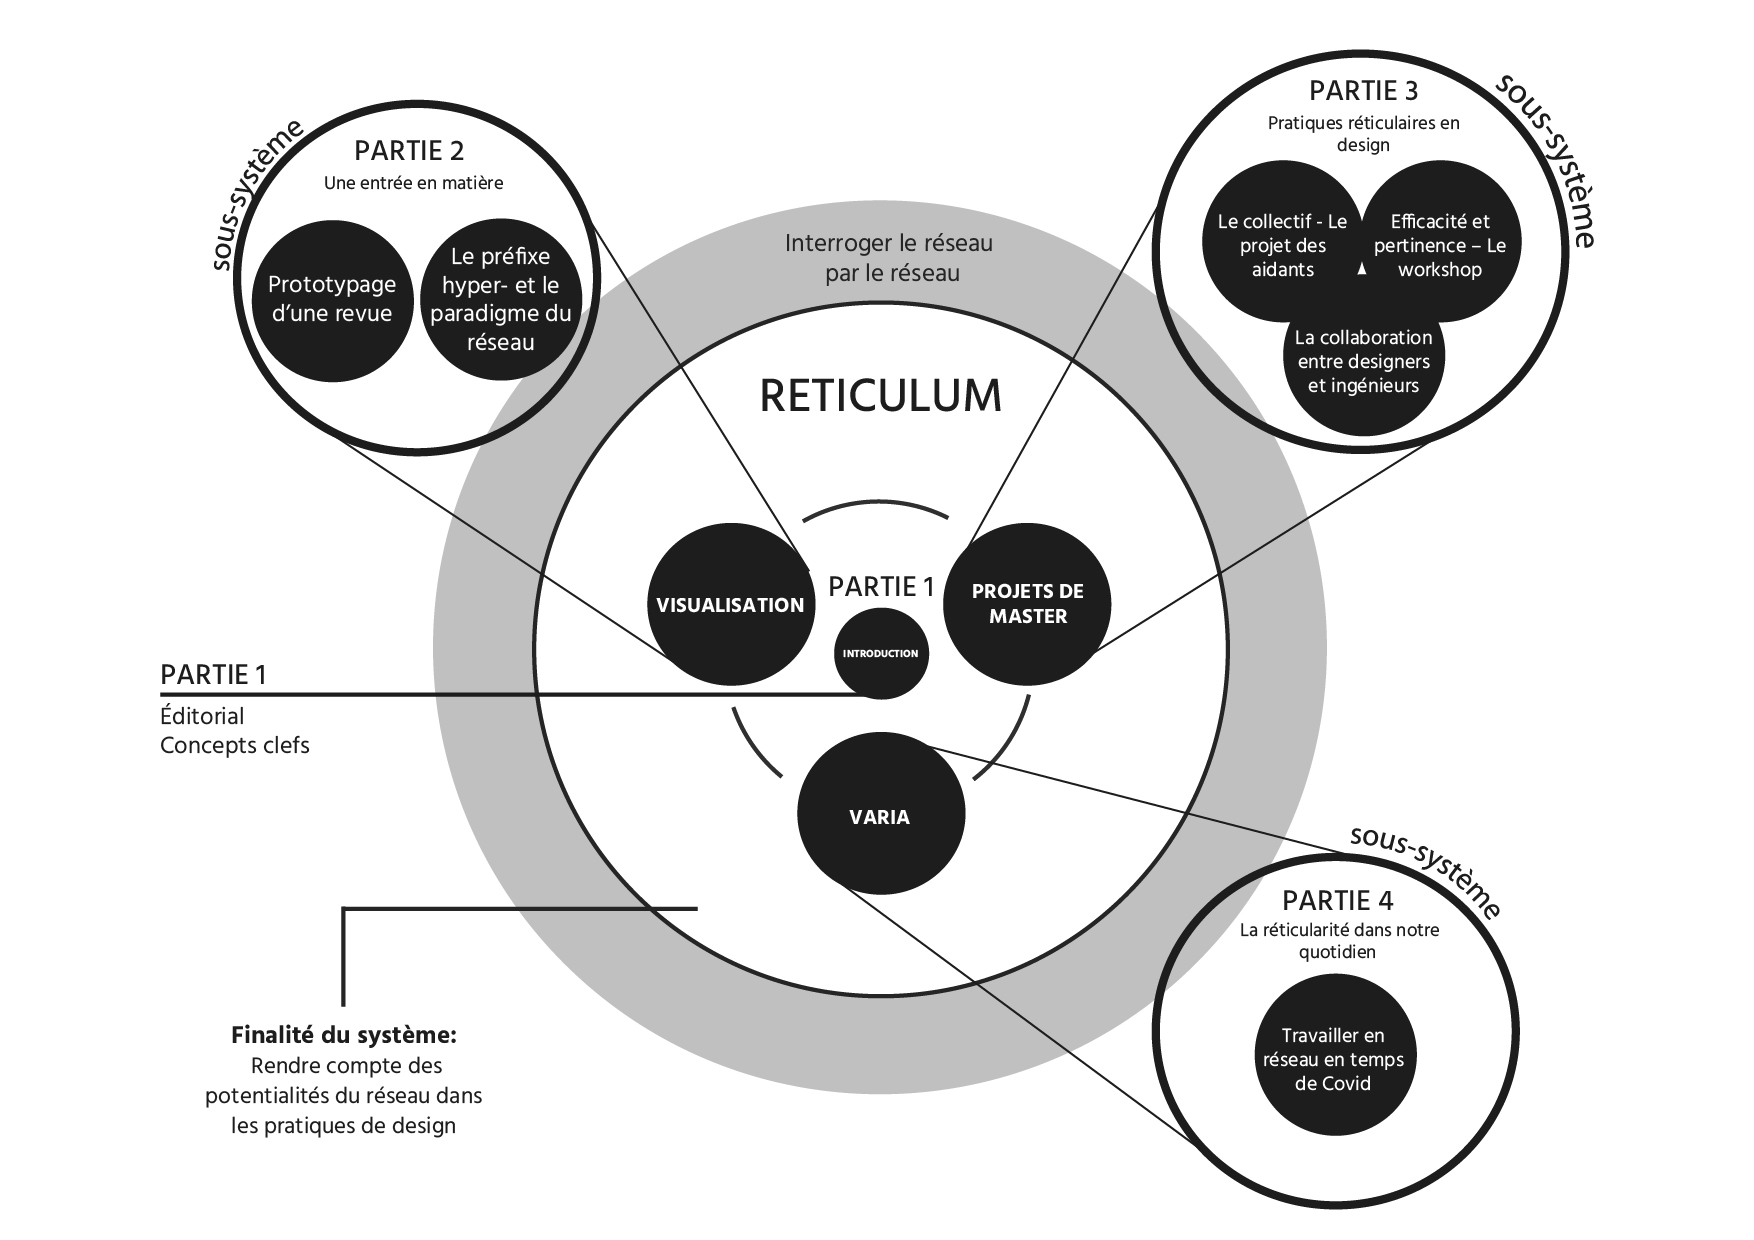 sous-système
PARTIE 2
Une entrée en matière
Prototypage
d’une revue
Le préfixe
hyper- et le
paradigme du
réseau
sous-système
PARTIE 3
Pratiques réticulaires en
design
Le collectif - Le
projet des
aidants
Efficacité et
pertinence – Le
workshop
La collaboration
entre designers
et ingénieurs
Interroger le réseau
par le réseau
RETICULUM
VISUALISATION
PARTIE 1
INTRODUCTION
PROJETS DE
MASTER
VARIA
PARTIE 1
Éditorial
Concepts clefs
sous-système
PARTIE 4
La réticularité dans notre
quotidien
Travailler en
réseau en temps
de Covid
Finalité du système:
Rendre compte des
potentialités du réseau dans
les pratiques de design